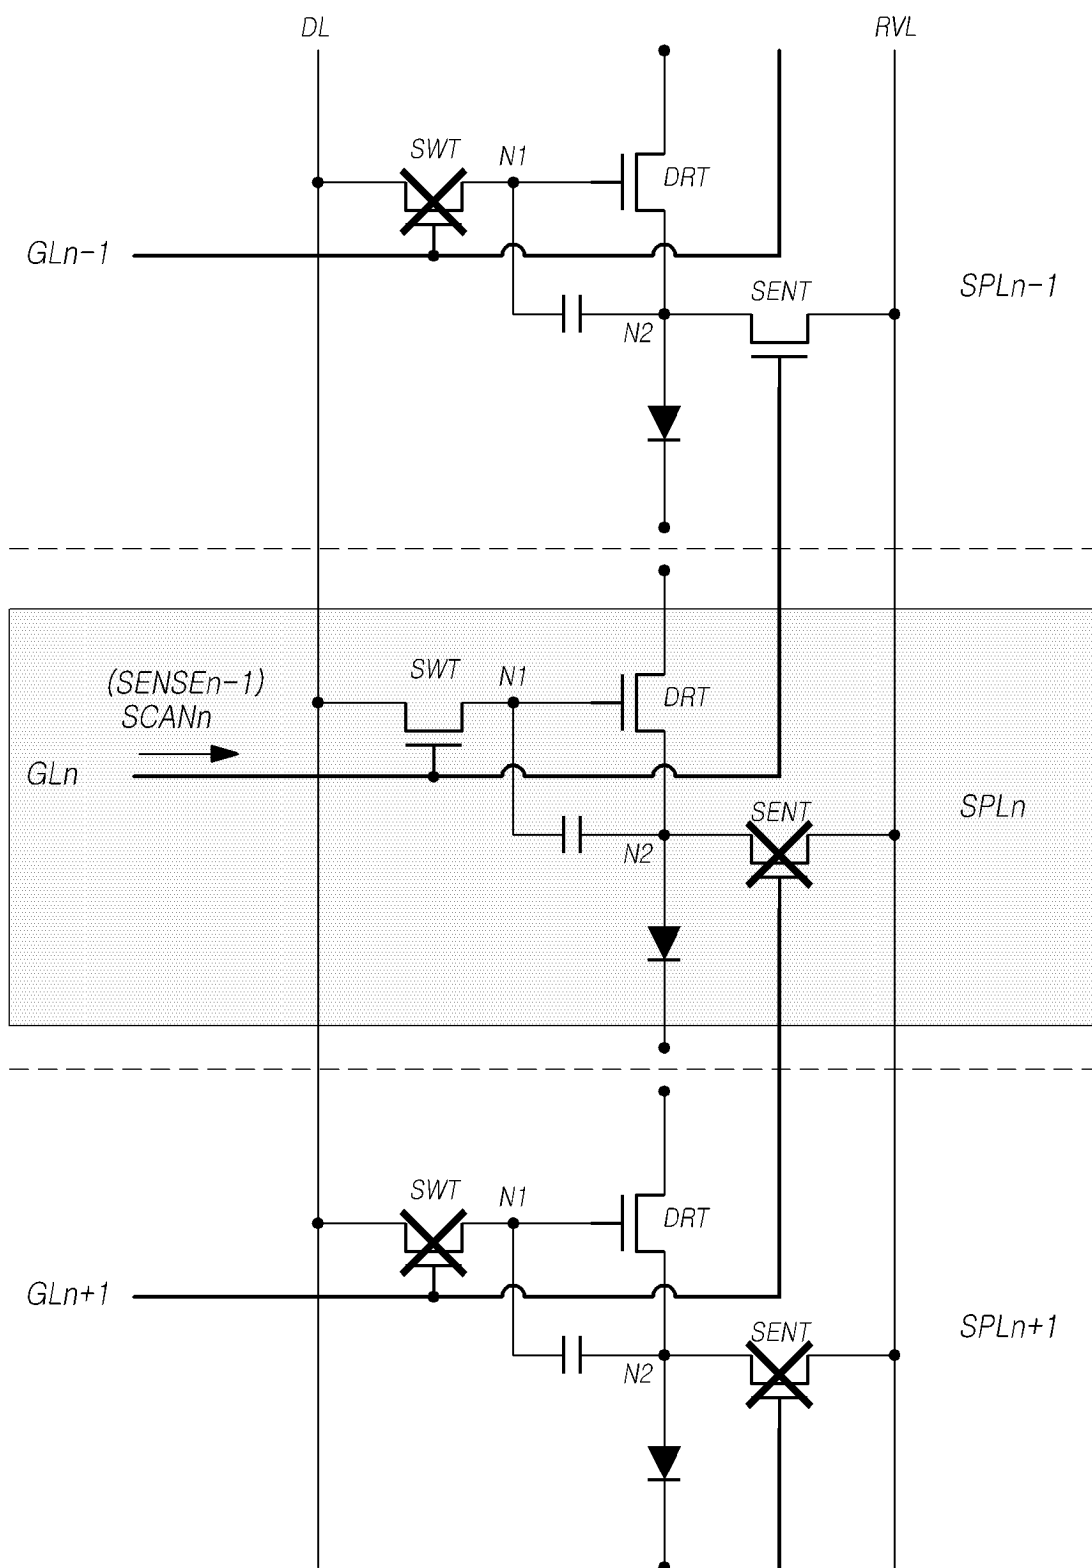 DL
RVL
SWT
N1
DRT
GLn-1
SENT
SPLn-1
N2
(SENSEn-1)
SCANn
SWT
N1
DRT
GLn
SENT
SPLn
N2
SWT
N1
DRT
GLn+1
SENT
SPLn+1
N2